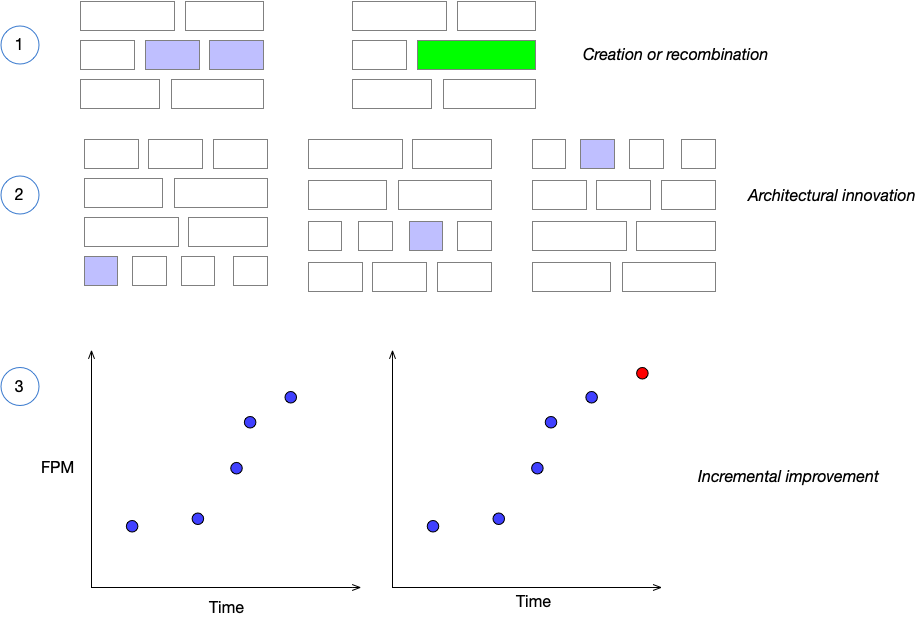 1
Creation or recombination
2
Architectural innovation
3
FPM
Incremental improvement
Time
Time